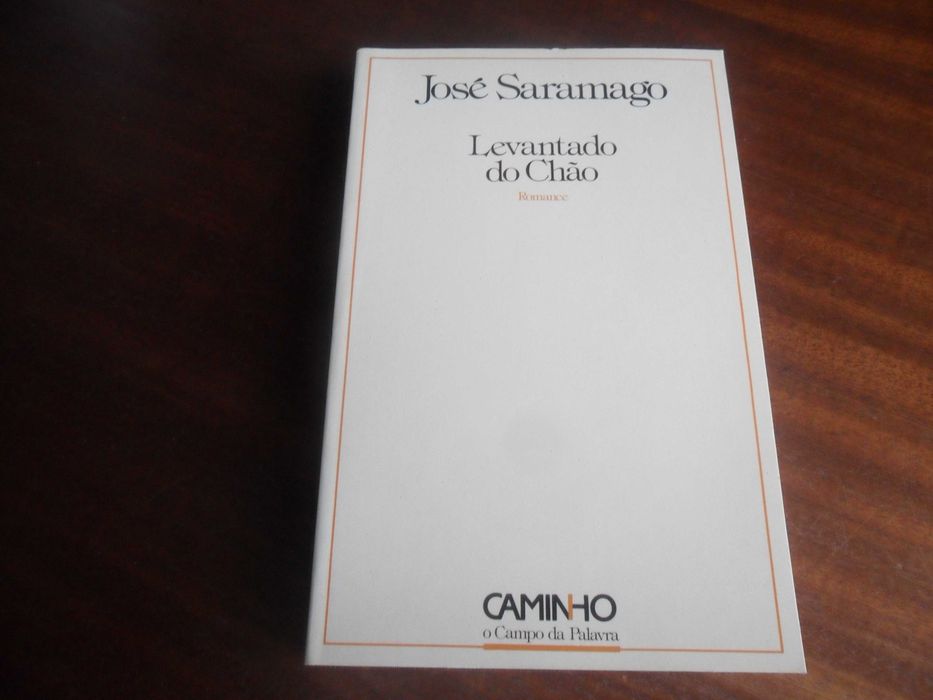 José Saramago
Levantado
do Chão
Romance
CAMINHO
o Campo da Palavra